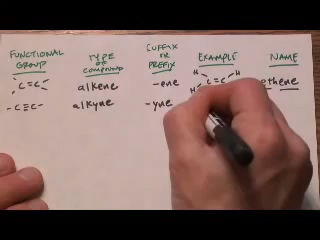 FUNCTIONAL GROUP TYPE OF COMPOUND SUFFIX OR PREFIX EXAMPLE NAME
C=C alkene -ene H H C=C H ethene
-C≡C- alkyne -yne